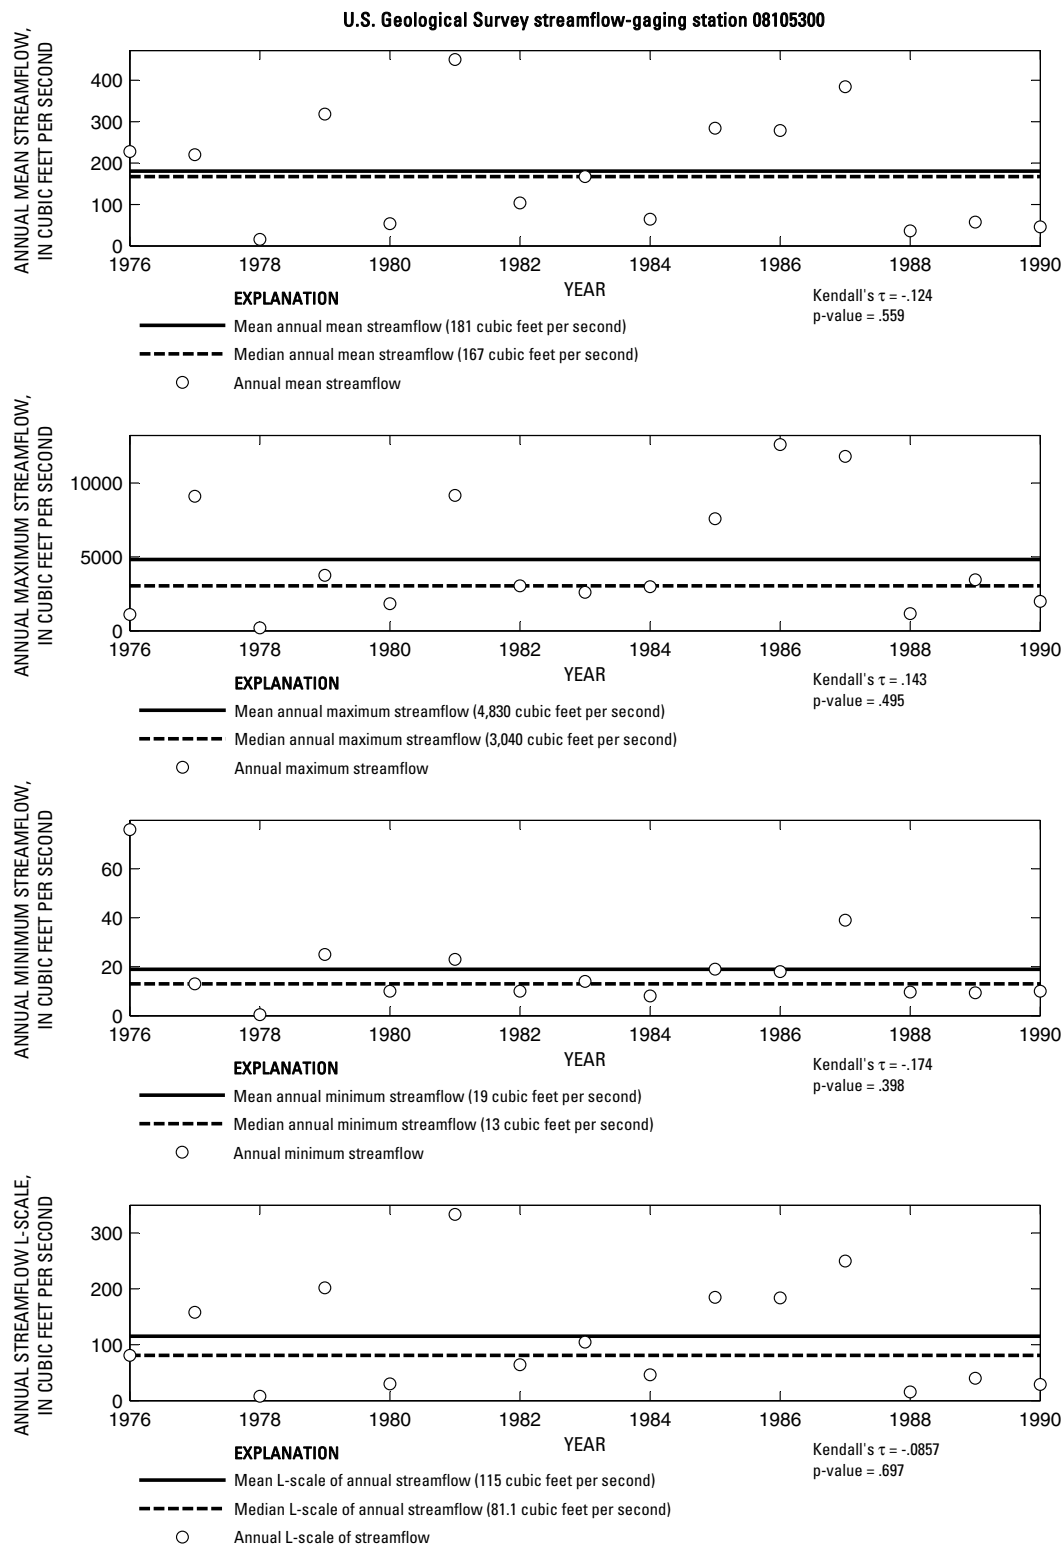 U.S. Geological Survey streamflow-gaging station 08105300
ANNUAL MEAN STREAMFLOW,
IN CUBIC FEET PER SECOND
400
300
200
100
0
1976 1978 1980 1982 1984 1986 1988 1990
YEAR
Kendall's τ = -.124
p-value = .559
EXPLANATION
Mean annual mean streamflow (181 cubic feet per second)
Median annual mean streamflow (167 cubic feet per second)
Annual mean streamflow
ANNUAL MAXIMUM STREAMFLOW,
IN CUBIC FEET PER SECOND
10000
5000
0
1976 1978 1980 1982 1984 1986 1988 1990
YEAR
Kendall's τ = .143
p-value = .495
EXPLANATION
Mean annual maximum streamflow (4,830 cubic feet per second)
Median annual maximum streamflow (3,040 cubic feet per second)
Annual maximum streamflow
ANNUAL MINIMUM STREAMFLOW,
IN CUBIC FEET PER SECOND
60
40
20
0
1976 1978 1980 1982 1984 1986 1988 1990
YEAR
Kendall's τ = -.174
p-value = .398
EXPLANATION
Mean annual minimum streamflow (19 cubic feet per second)
Median annual minimum streamflow (13 cubic feet per second)
Annual minimum streamflow
ANNUAL STREAMFLOW L-SCALE,
IN CUBIC FEET PER SECOND
300
200
100
0
1976 1978 1980 1982 1984 1986 1988 1990
YEAR
Kendall's τ = -.0857
p-value = .697
EXPLANATION
Mean L-scale of annual streamflow (115 cubic feet per second)
Median L-scale of annual streamflow (81.1 cubic feet per second)
Annual L-scale of streamflow